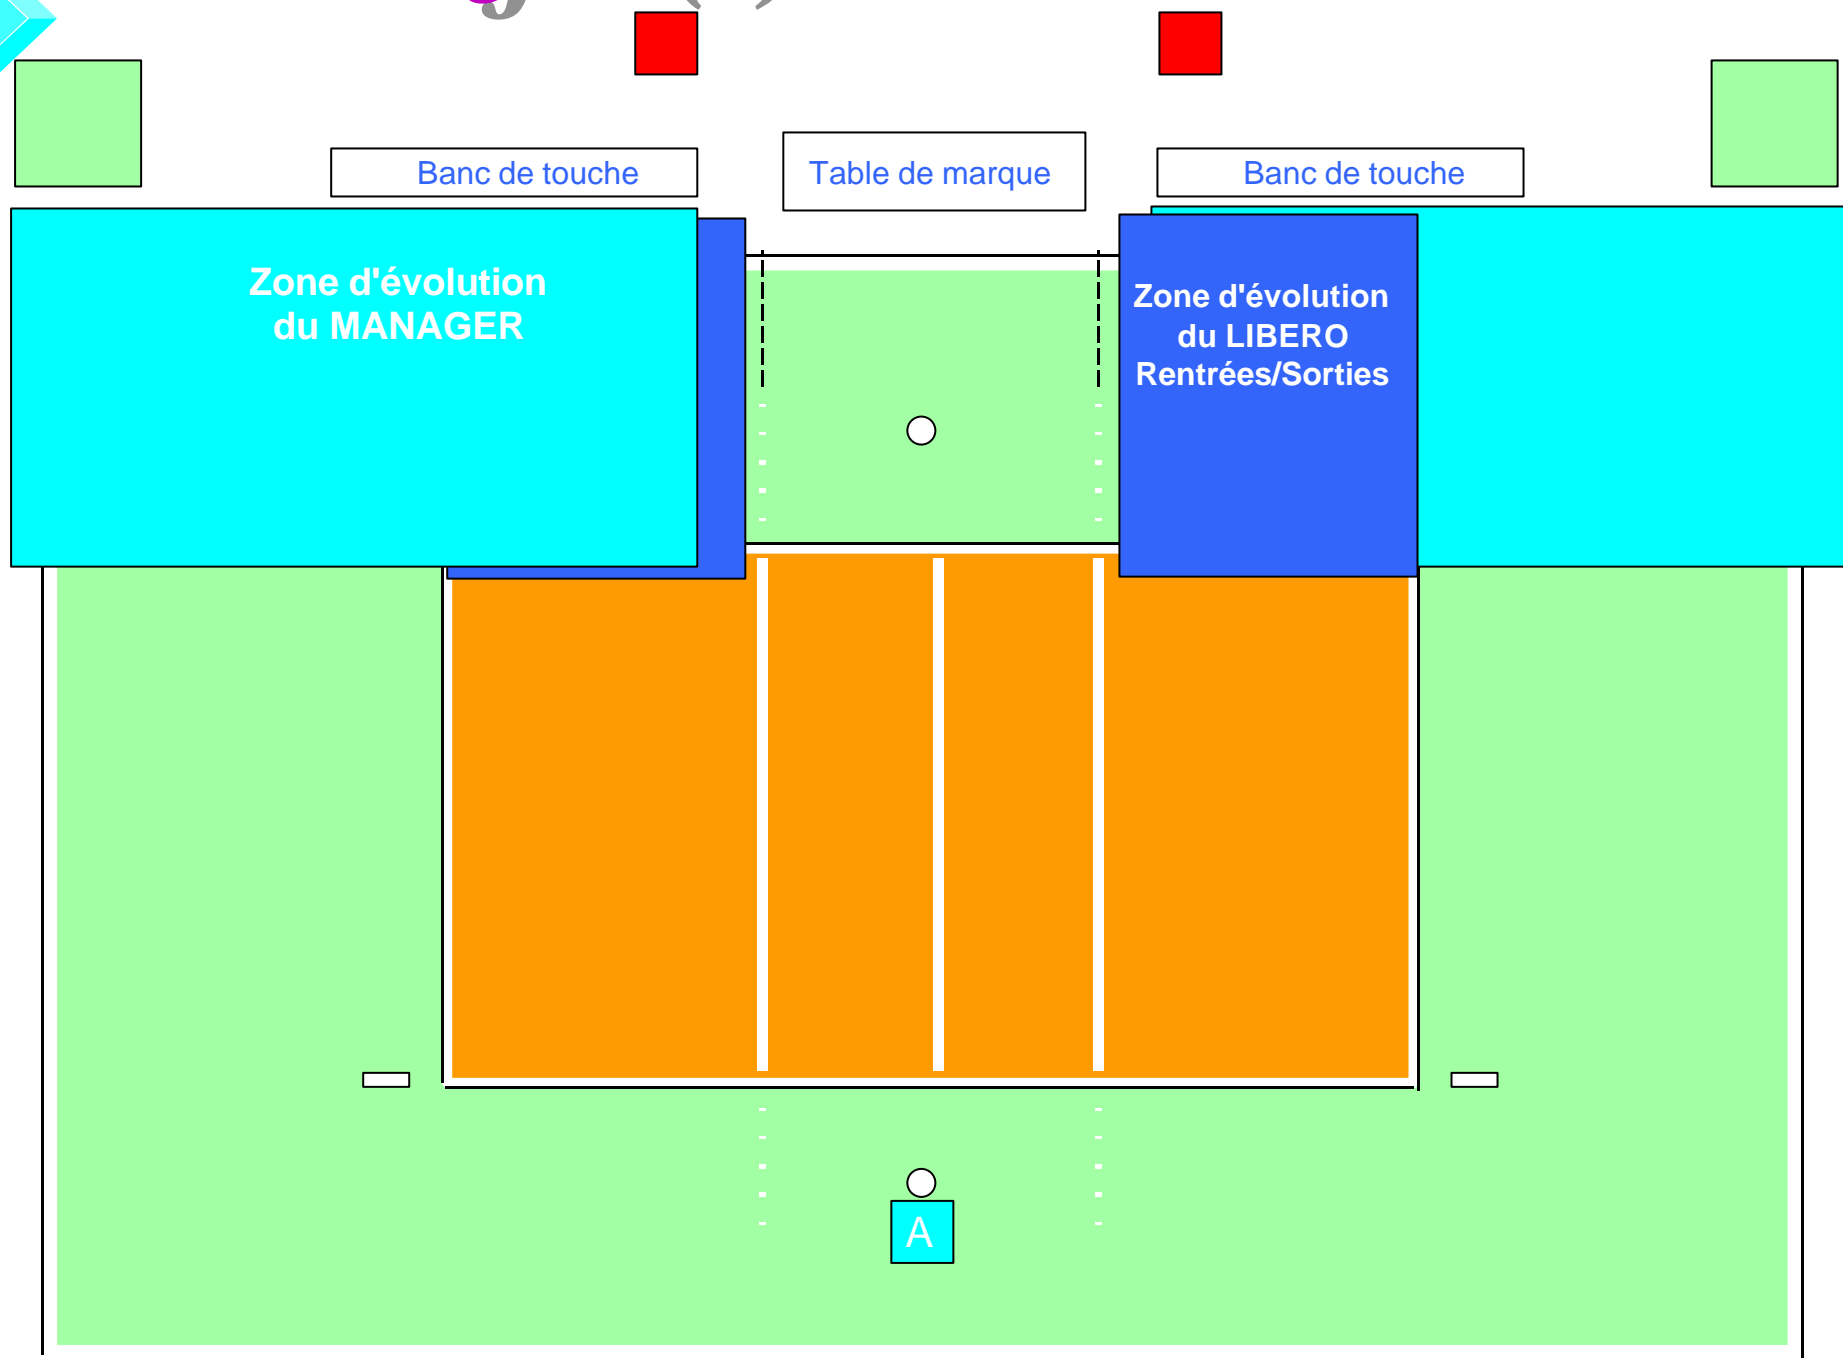 Banc de touche
Table de marque
Banc de touche
Zone d'évolution
du MANAGER
Zone d'évolution
du LIBERO
Rentrées/Sorties
A